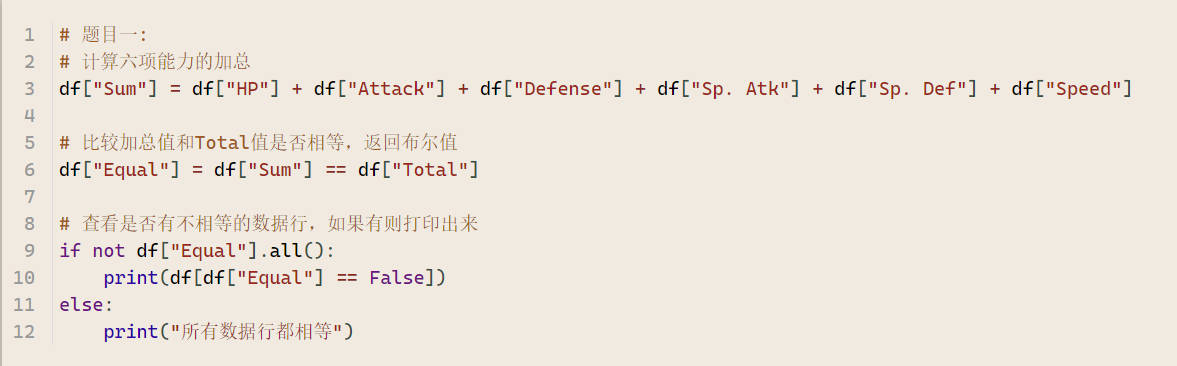 1 # 题目一:
2 # 计算六项能力的加总
3 df["Sum"] = df["HP"] + df["Attack"] + df["Defense"] + df["Sp. Atk"] + df["Sp. Def"] + df["Speed"]
4
5 # 比较加总值和Total值是否相等，返回布尔值
6 df["Equal"] = df["Sum"] == df["Total"]
7
8 # 查看是否有不相等的数据行，如果有则打印出来
9 if not df["Equal"].all():
10     print(df[df["Equal"] == False])
11 else:
12     print("所有数据行都相等")